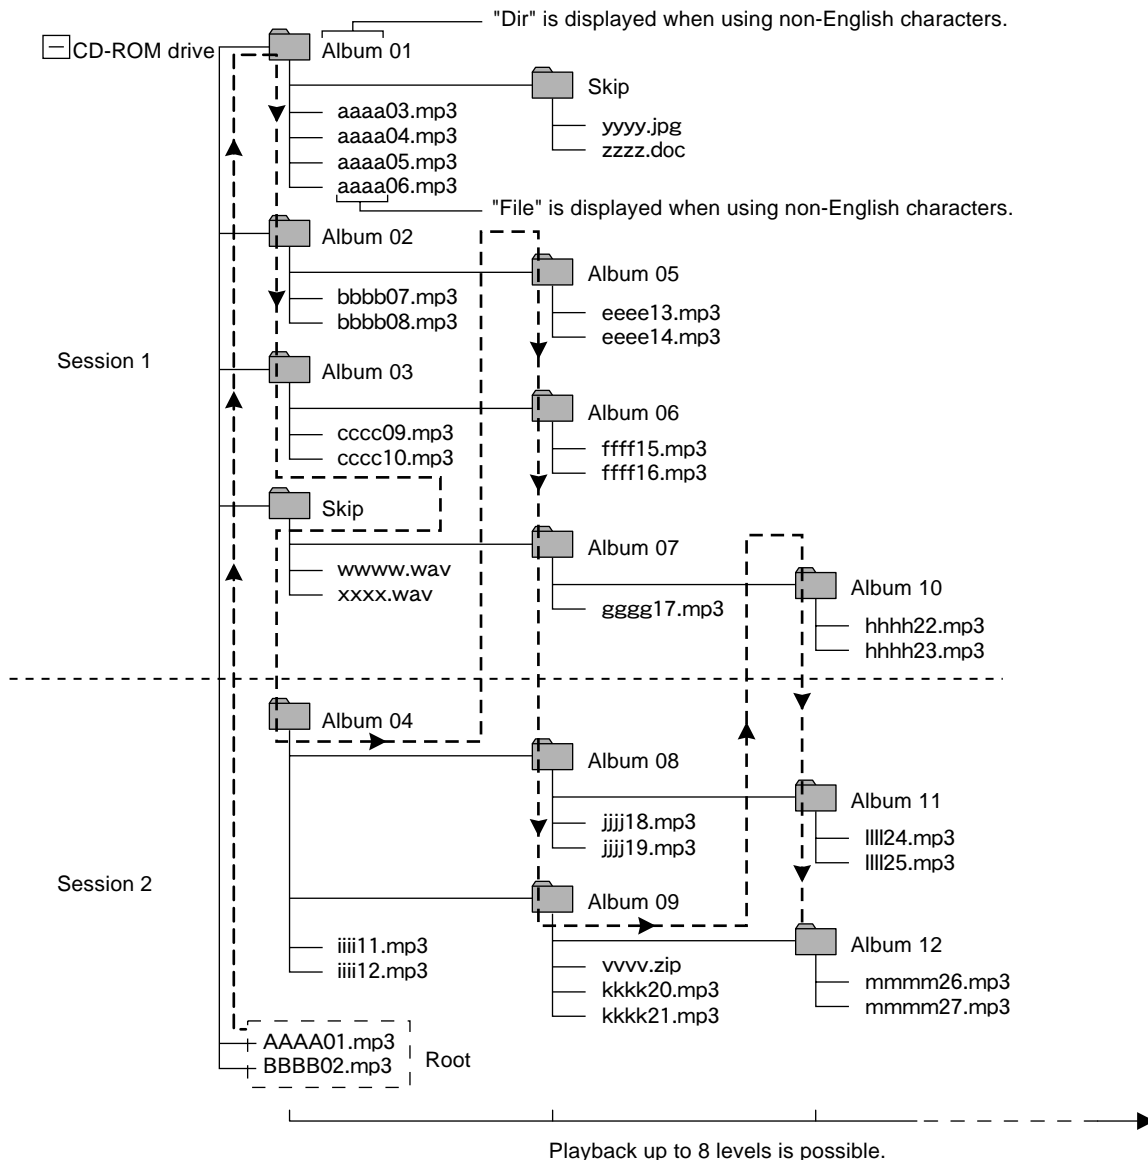 "Dir" is displayed when using non-English characters.
CD-ROM drive
Album 01
Skip
aaaa03.mp3
aaaa04.mp3
aaaa05.mp3
aaaa06.mp3
yyyy.jpg
zzzz.doc
"File" is displayed when using non-English characters.
Album 02
bbbb07.mp3
bbbb08.mp3
Album 05
eeee13.mp3
eeee14.mp3
Session 1
Album 03
cccc09.mp3
cccc10.mp3
Album 06
ffff15.mp3
ffff16.mp3
Skip
wwww.wav
xxxx.wav
Album 07
gggg17.mp3
Album 10
hhhh22.mp3
hhhh23.mp3
Album 04
Album 08
jjjj18.mp3
jjjj19.mp3
Album 11
llll24.mp3
llll25.mp3
Session 2
iiii11.mp3
iiii12.mp3
Album 09
vvvv.zip
kkkk20.mp3
kkkk21.mp3
Album 12
mmmm26.mp3
mmmm27.mp3
AAAA01.mp3
BBBB02.mp3
Root
Playback up to 8 levels is possible.